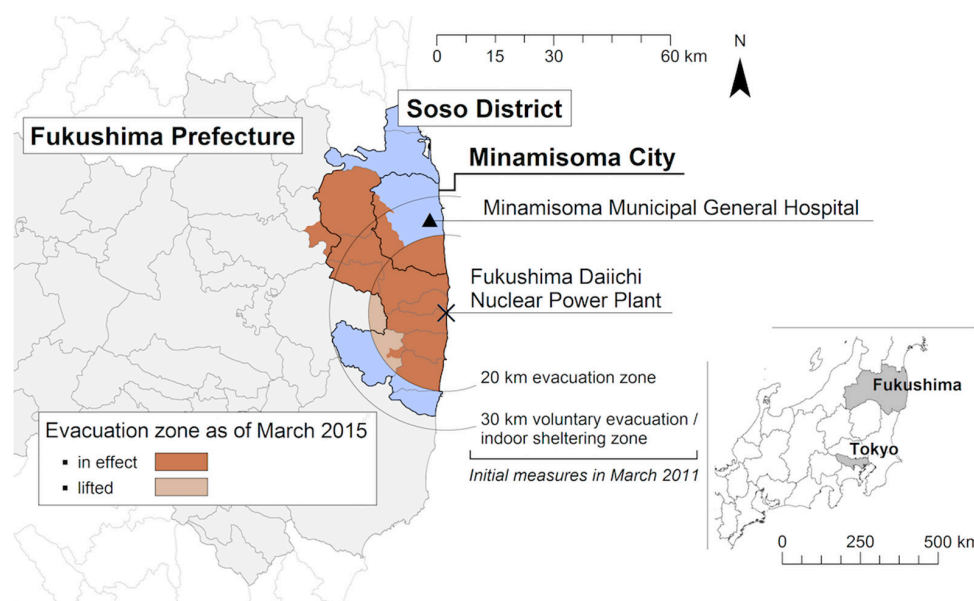 0 15 30 60 km
N
Soso District
Fukushima Prefecture
Minamisoma City
Minamisoma Municipal General Hospital
Fukushima Daiichi
Nuclear Power Plant
20 km evacuation zone
30 km voluntary evacuation /
indoor sheltering zone
Initial measures in March 2011
Evacuation zone as of March 2015
in effect
lifted
Fukushima
Tokyo
0 250 500 km